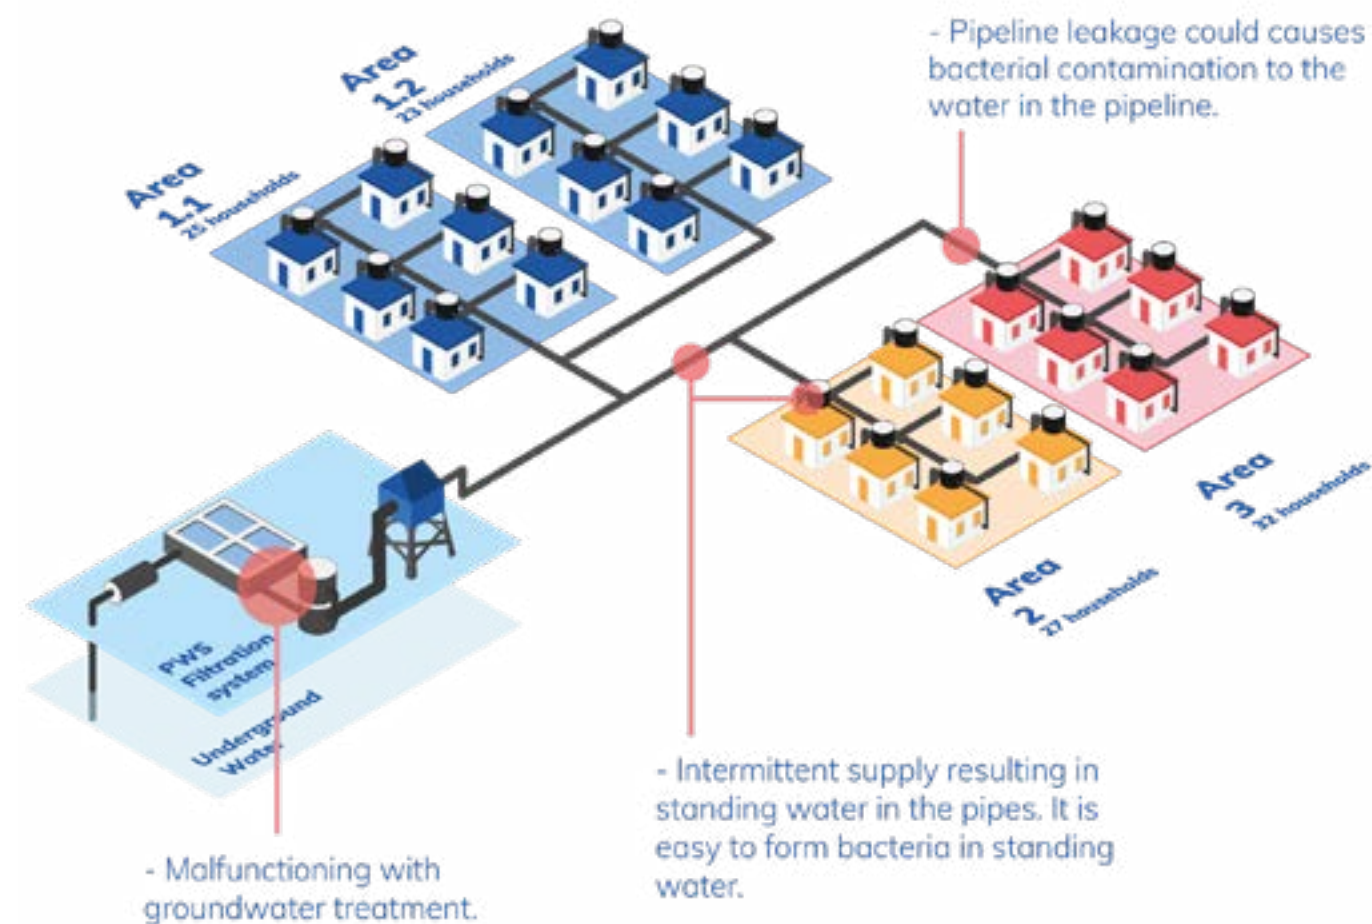 Area
1.2
23 households
- Pipeline leakage could causes
bacterial contamination to the
water in the pipeline.
Area
1.1
25 households
Area
3
32 households
Area
2
27 households
PWS
Filtration
system
Underground
Water
- Intermittent supply resulting in
standing water in the pipes. It is
easy to form bacteria in standing
water.
- Malfunctioning with
groundwater treatment.